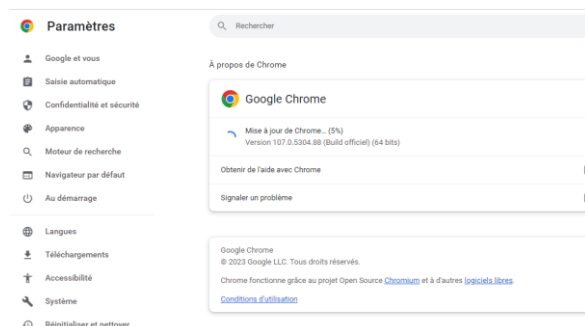 Paramètres
Rechercher
Google et vous
Saisie automatique
Confidentialité et sécurité
Apparence
Moteur de recherche
Navigateur par défaut
Au démarrage
Langues
Téléchargements
Accessibilité
Système
Réinitialiser et nettoyer
À propos de Chrome
Google Chrome
Mise à jour de Chrome... (5%)
Version 107.0.5304.88 (Build officiel) (64 bits)
Obtenir de l'aide avec Chrome
Signaler un problème
Google Chrome
© 2023 Google LLC. Tous droits réservés.
Chrome fonctionne grâce au projet Open Source Chromium et à d'autres logiciels libres.
Conditions d'utilisation